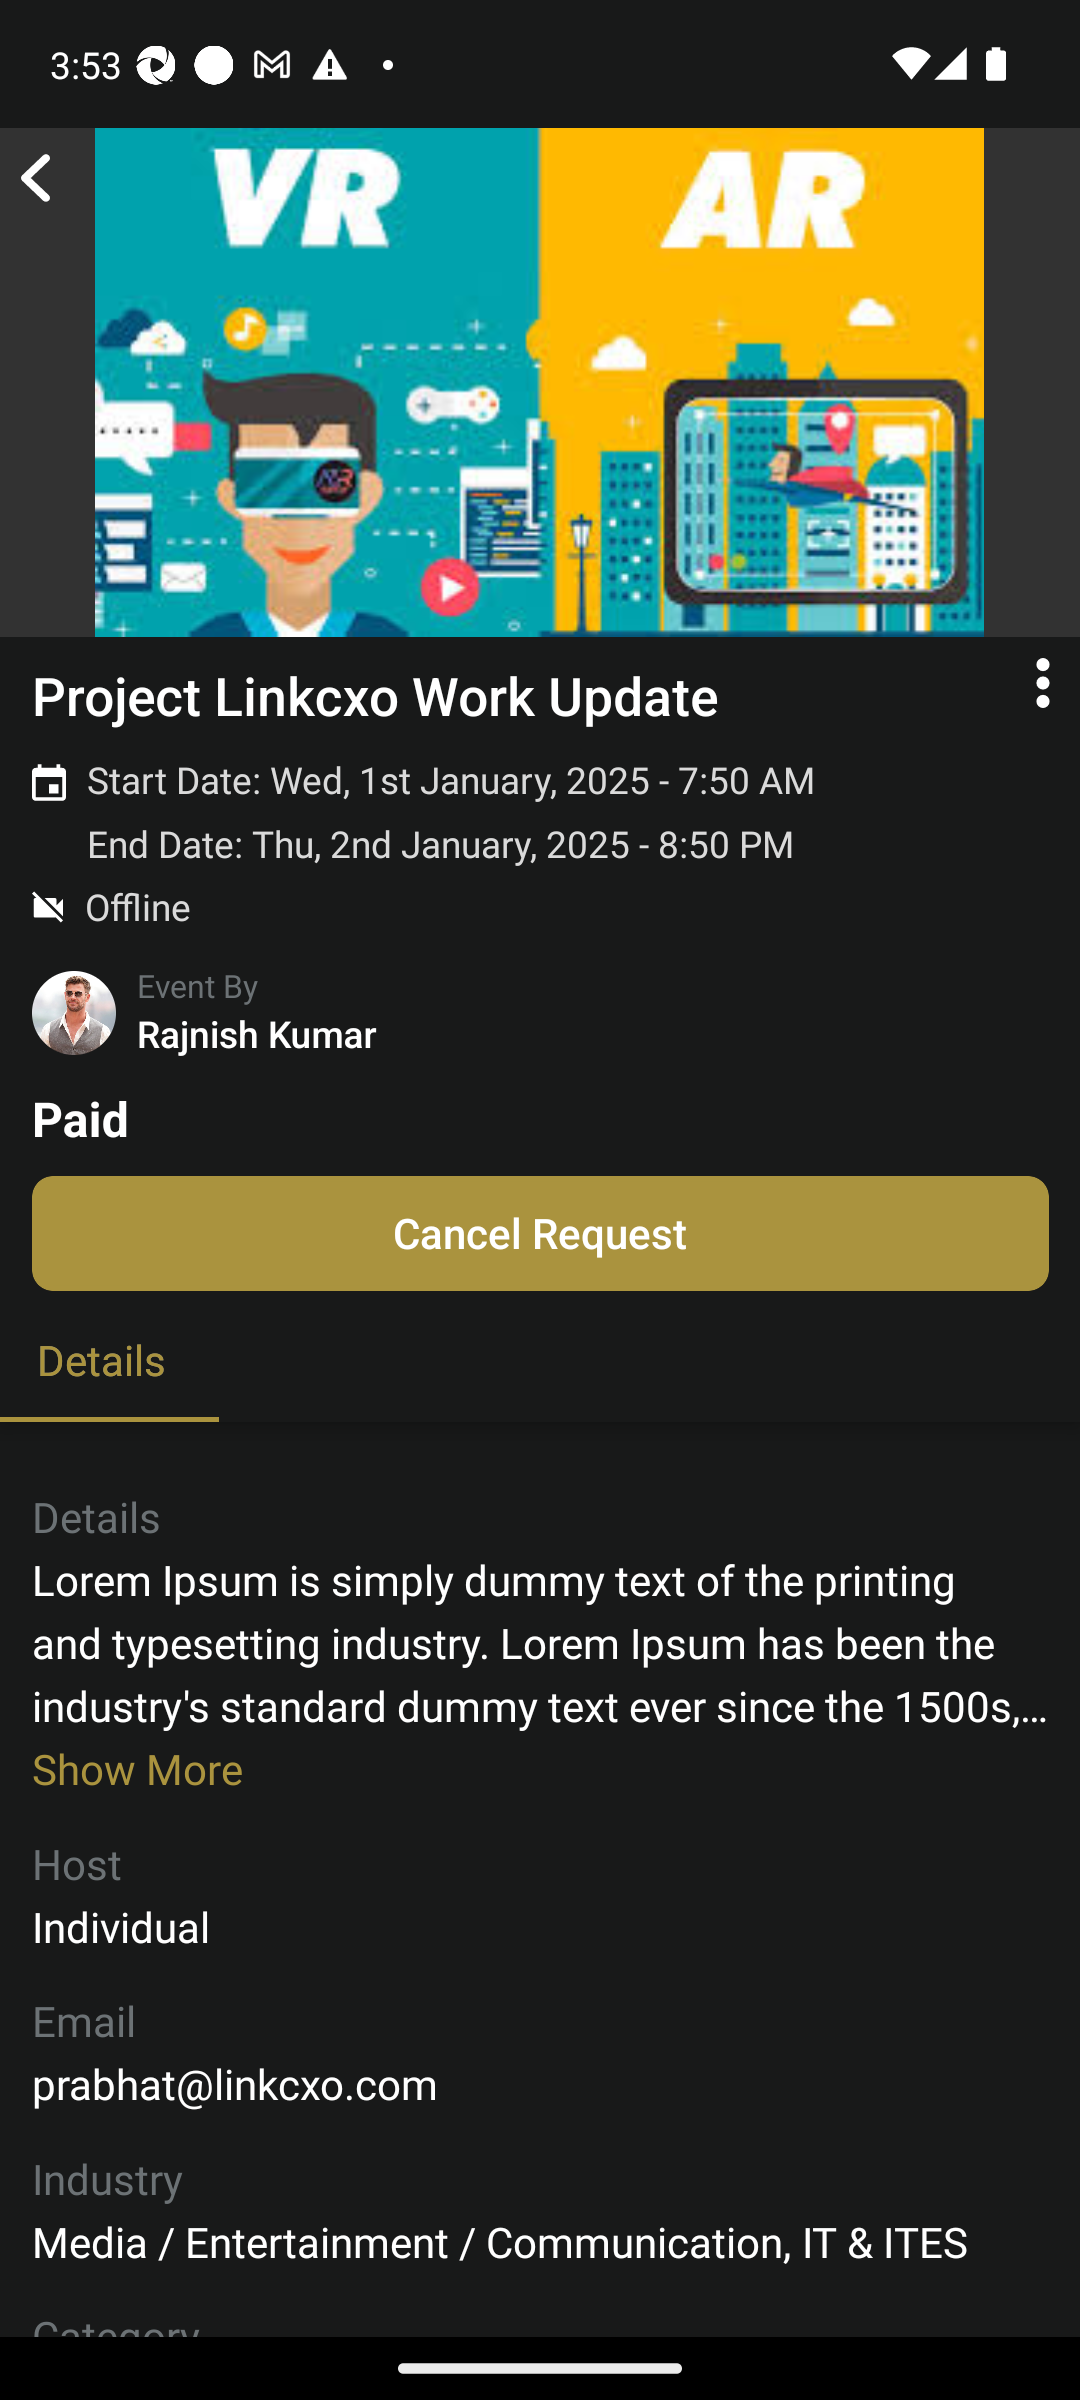 3:53
VR
AR
Project Linkcxo Work Update
Start Date: Wed, 1st January, 2025 - 7:50 AM
End Date: Thu, 2nd January, 2025 - 8:50 PM
Offline
Event By
Rajnish Kumar
Paid
Cancel Request
Details
Details
Lorem Ipsum is simply dummy text of the printing
and typesetting industry. Lorem Ipsum has been the
industry's standard dummy text ever since the 1500s,...
Show More
Host
Individual
Email
prabhat@linkcxo.com
Industry
Media / Entertainment / Communication, IT & ITES
Category